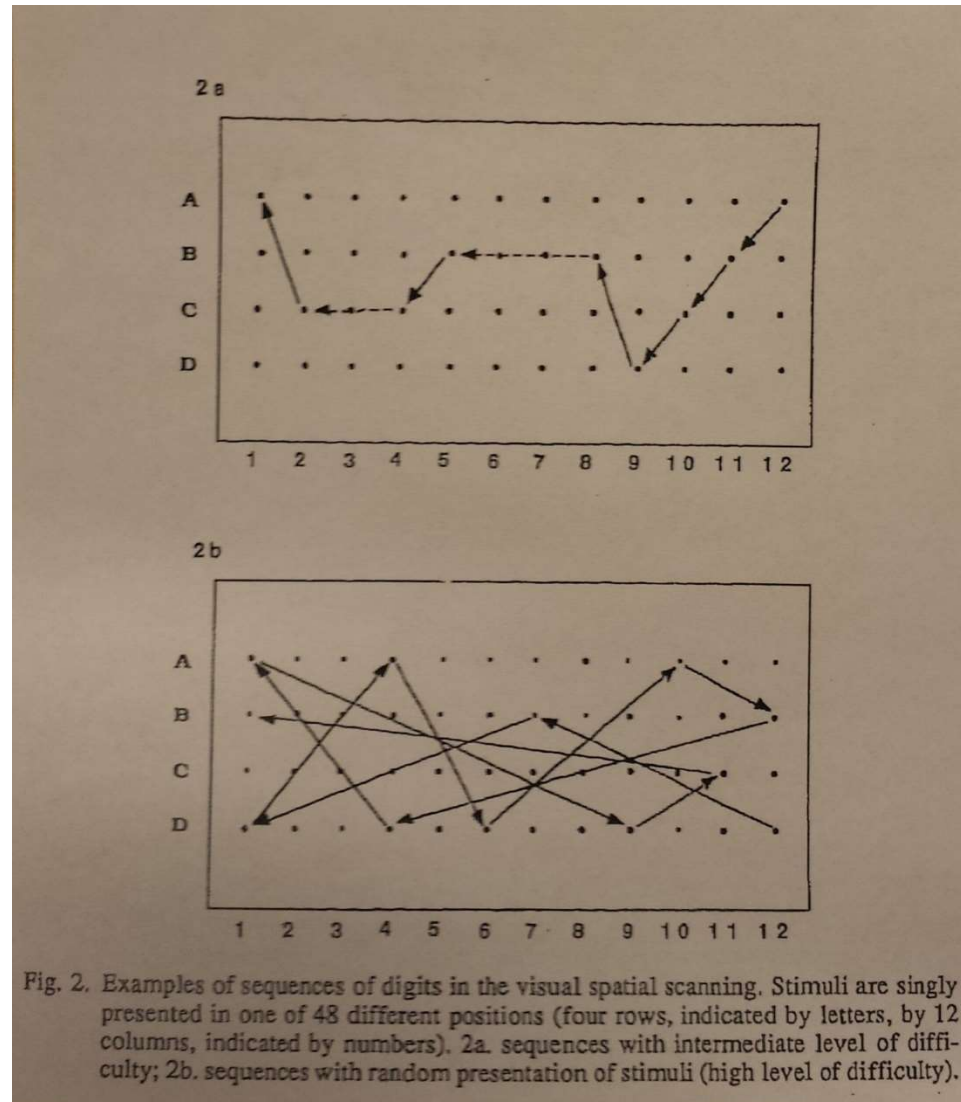 2a
A
B
C
D
1 2 3 4 5 6 7 8 9 10 11 12
2b
A
B
C
D
1 2 3 4 5 6 7 8 9 10 11 12
Fig. 2. Examples of sequences of digits in the visual spatial scanning. Stimuli are singly
presented in one of 48 different positions (four rows, indicated by letters, by 12
columns, indicated by numbers). 2a. sequences with intermediate level of diffi-
culty; 2b. sequences with random presentation of stimuli (high level of difficulty).